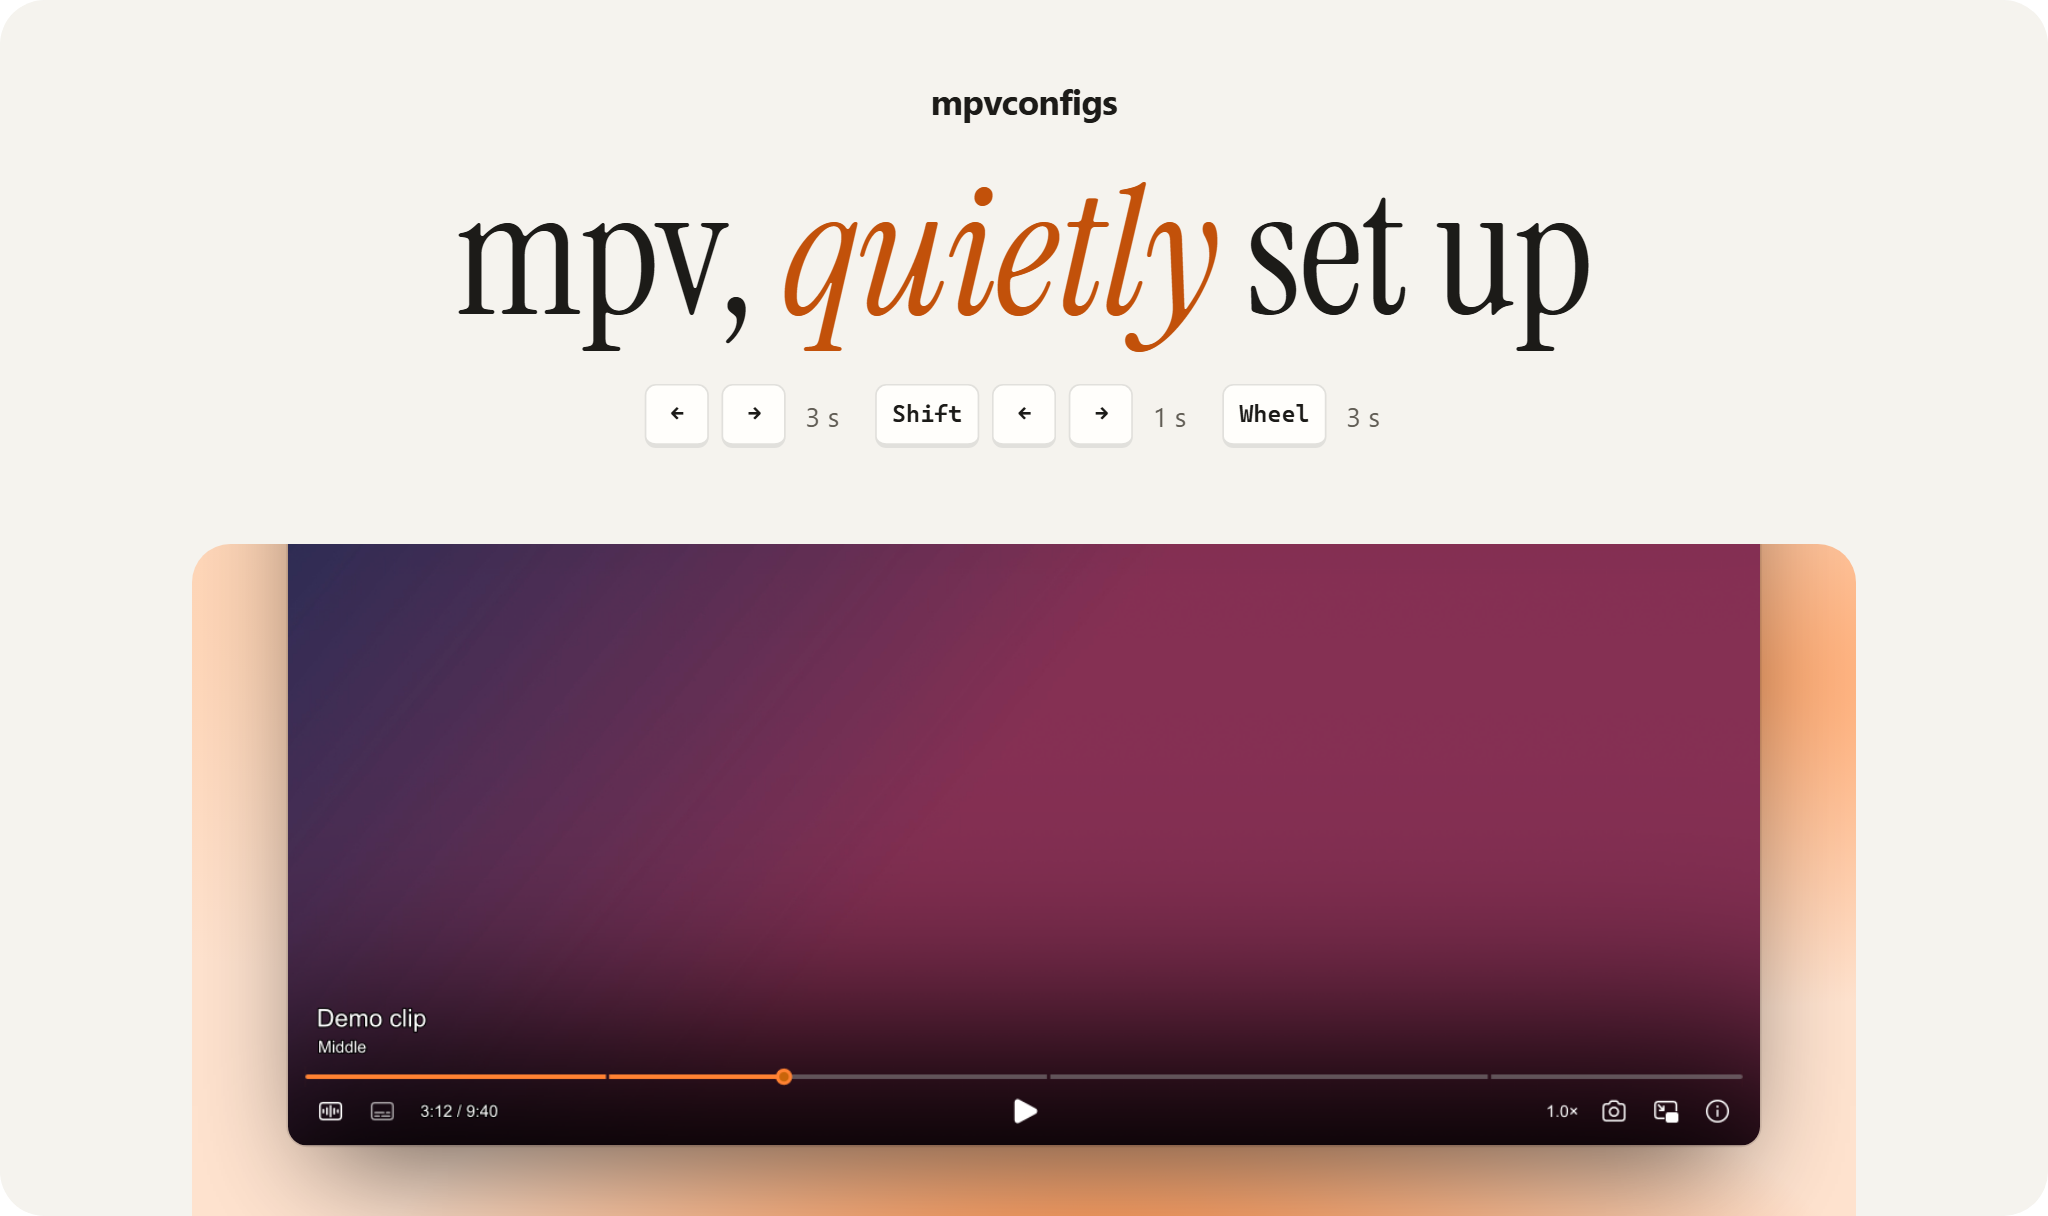 mpvconfigs
mpv, quietly set up
← → 3 s Shift ← → 1 s Wheel 3 s
Demo clip
Middle
3:12 / 9:40 1.0×